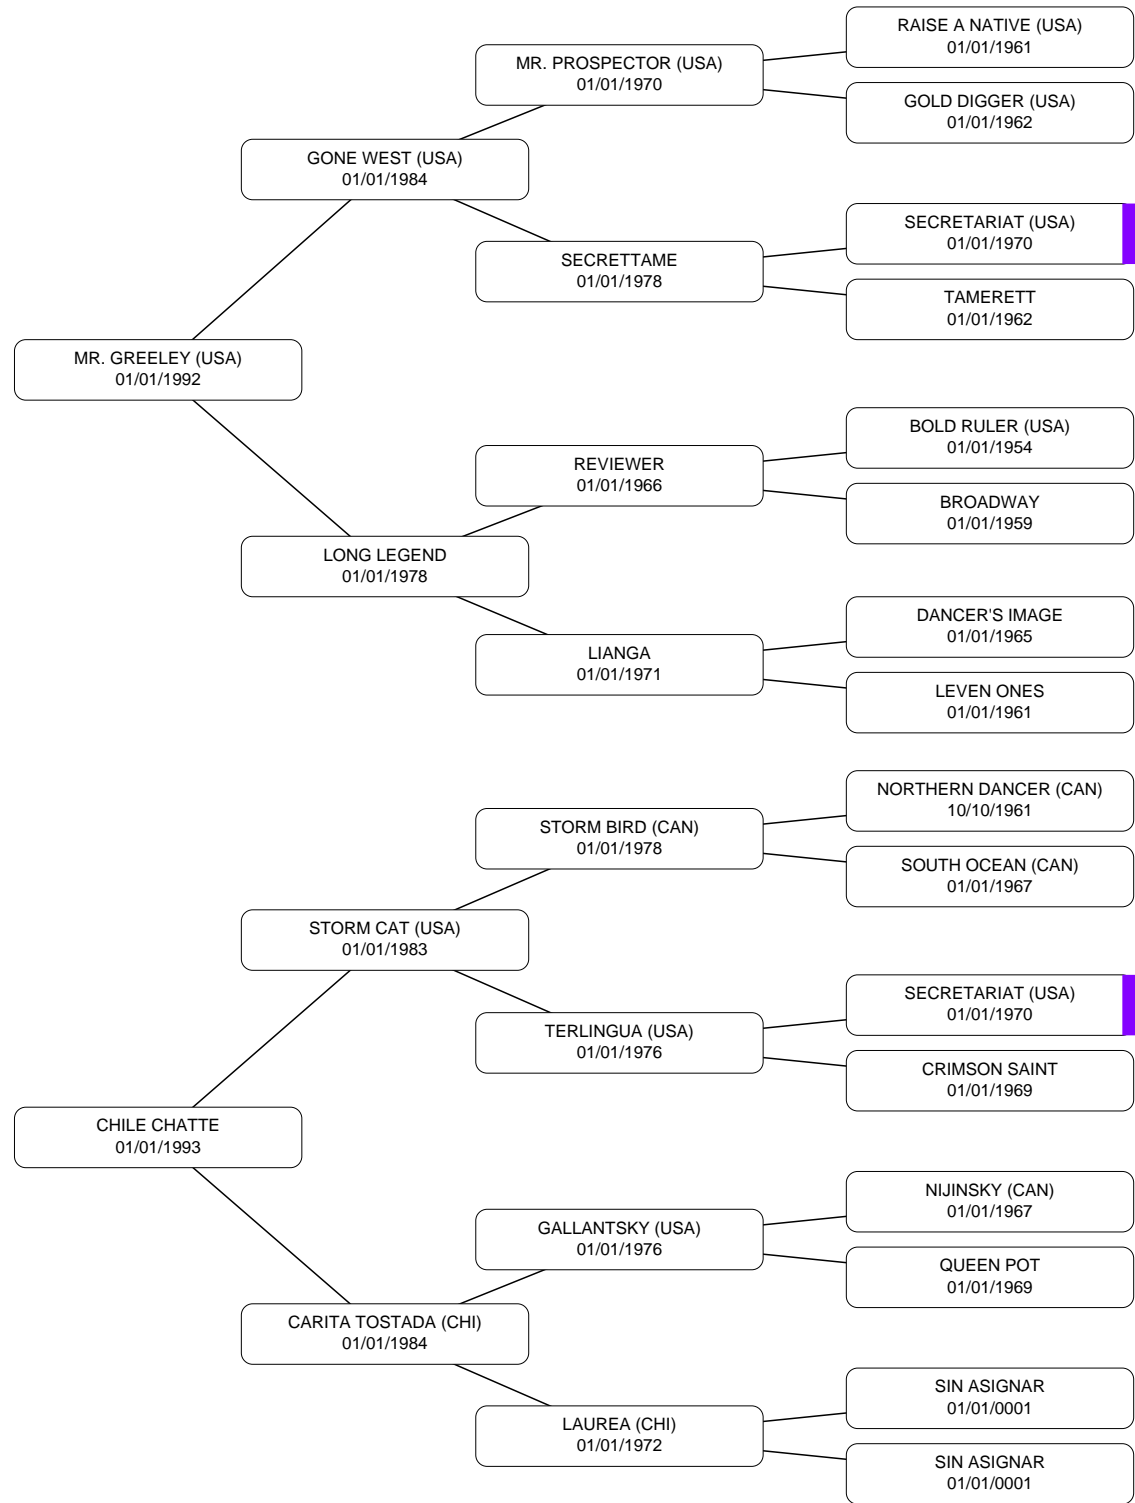 RAISE A NATIVE (USA)
01/01/1961
MR. PROSPECTOR (USA)
01/01/1970
GOLD DIGGER (USA)
01/01/1962
GONE WEST (USA)
01/01/1984
SECRETARIAT (USA)
01/01/1970
SECRETTAME
01/01/1978
TAMERETT
01/01/1962
MR. GREELEY (USA)
01/01/1992
BOLD RULER (USA)
01/01/1954
REVIEWER
01/01/1966
BROADWAY
01/01/1959
LONG LEGEND
01/01/1978
DANCER'S IMAGE
01/01/1965
LIANGA
01/01/1971
LEVEN ONES
01/01/1961
NORTHERN DANCER (CAN)
10/10/1961
STORM BIRD (CAN)
01/01/1978
SOUTH OCEAN (CAN)
01/01/1967
STORM CAT (USA)
01/01/1983
SECRETARIAT (USA)
01/01/1970
TERLINGUA (USA)
01/01/1976
CRIMSON SAINT
01/01/1969
CHILE CHATTE
01/01/1993
NIJINSKY (CAN)
01/01/1967
GALLANTSKY (USA)
01/01/1976
QUEEN POT
01/01/1969
CARITA TOSTADA (CHI)
01/01/1984
SIN ASIGNAR
01/01/0001
LAUREA (CHI)
01/01/1972
SIN ASIGNAR
01/01/0001